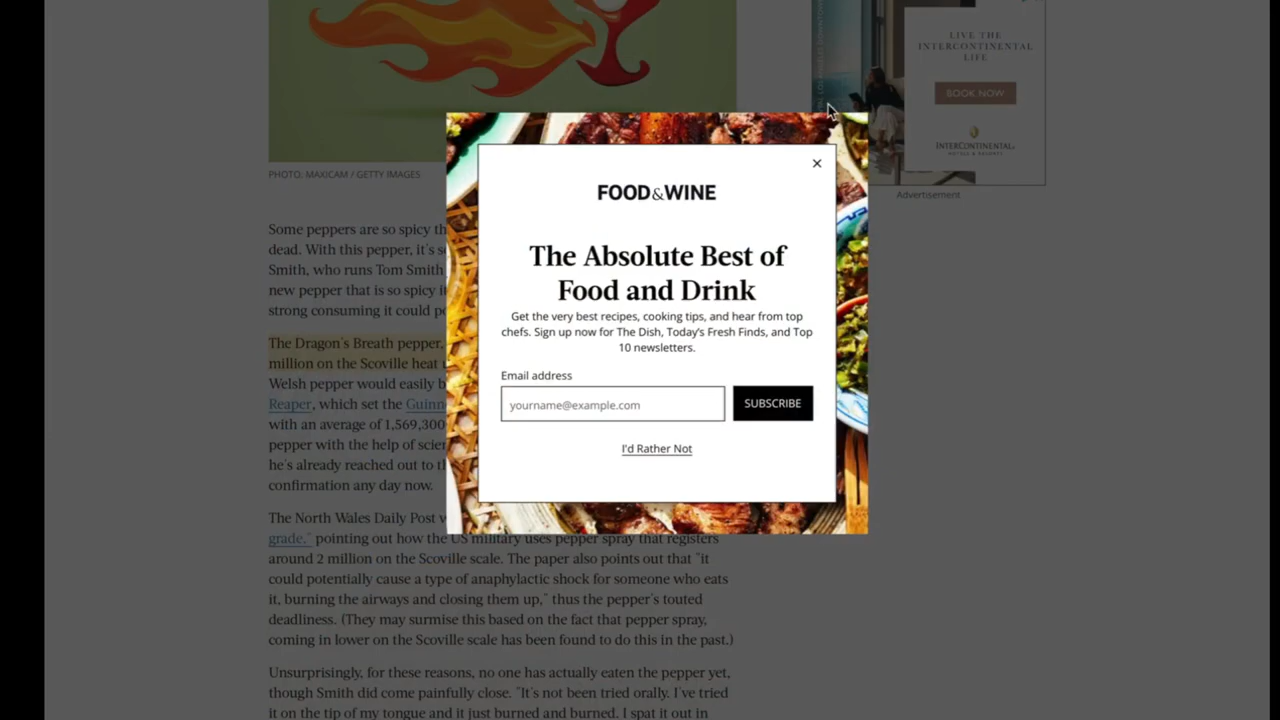 LIVE THE
INTERCONTINENTAL
LIFE
BOOK NOW
INTERCONTINENTAL
Advertisement
PHOTO: MAXICAM / GETTY IMAGES
Some peppers are so spicy th
dead. With this pepper, it's s
Smith, who runs Tom Smith
new pepper that is so spicy i
strong consuming it could p
The Dragon's Breath pepper,
million on the Scoville heat
Welsh pepper would easily b
Reaper, which set the Guinn
with an average of 1,569,300
pepper with the help of scie
he's already reached out to t
confirmation any day now.
The North Wales Daily Post
grade," pointing out how the US military uses pepper spray that registers
around 2 million on the Scoville scale. The paper also points out that "it
could potentially cause a type of anaphylactic shock for someone who eats
it, burning the airways and closing them up," thus the pepper's touted
deadliness. (They may surmise this based on the fact that pepper spray,
coming in lower on the Scoville scale has been found to do this in the past.)
Unsurprisingly, for these reasons, no one has actually eaten the pepper yet,
though Smith did come painfully close. "It's not been tried orally. I've tried
it on the tip of my tongue and it just burned and burned. I spat it out in
FOOD&WINE
The Absolute Best of
Food and Drink
Get the very best recipes, cooking tips, and hear from top
chefs. Sign up now for The Dish, Today's Fresh Finds, and Top
10 newsletters.
Email address
yourname@example.com
SUBSCRIBE
I'd Rather Not